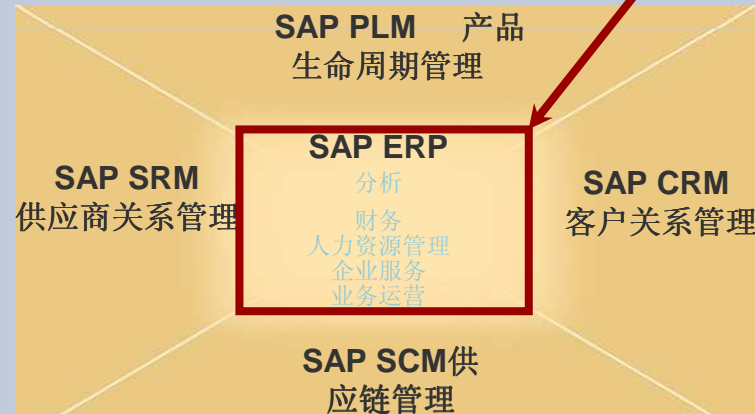 SAP PLM 产品
生命周期管理
SAP ERP
分析
财务
人力资源管理
企业服务
业务运营
SAP SRM
供应商关系管理
SAP CRM
客户关系管理
SAP SCM供
应链管理